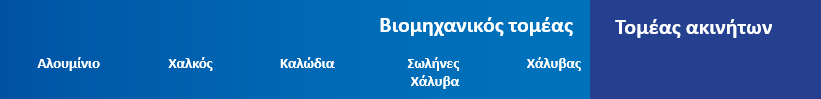 Βιομηχανικός τομέας
Τομέας ακινήτων
Αλουμίνιο
Χαλκός
Καλώδια
Σωλήνες
Χάλυβα
Χάλυβας